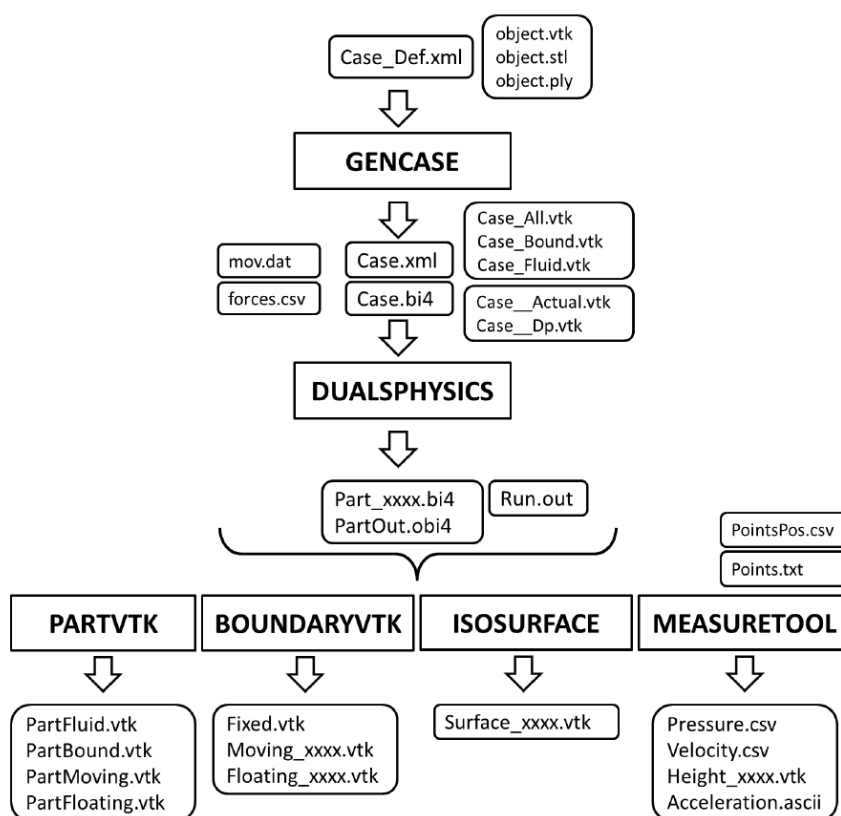 Case_Def.xml
object.vtk
object.stl
object.ply
GENCASE
mov.dat
forces.csv
Case.xml
Case.bi4
Case_All.vtk
Case_Bound.vtk
Case_Fluid.vtk
Case__Actual.vtk
Case__Dp.vtk
DUALSPHYSICS
Part_xxxx.bi4
PartOut.obi4
Run.out
PointsPos.csv
Points.txt
PARTVTK
BOUNDARYVTK
ISOSURFACE
MEASURETOOL
PartFluid.vtk
PartBound.vtk
PartMoving.vtk
PartFloating.vtk
Fixed.vtk
Moving_xxxx.vtk
Floating_xxxx.vtk
Surface_xxxx.vtk
Pressure.csv
Velocity.csv
Height_xxxx.vtk
Acceleration.ascii